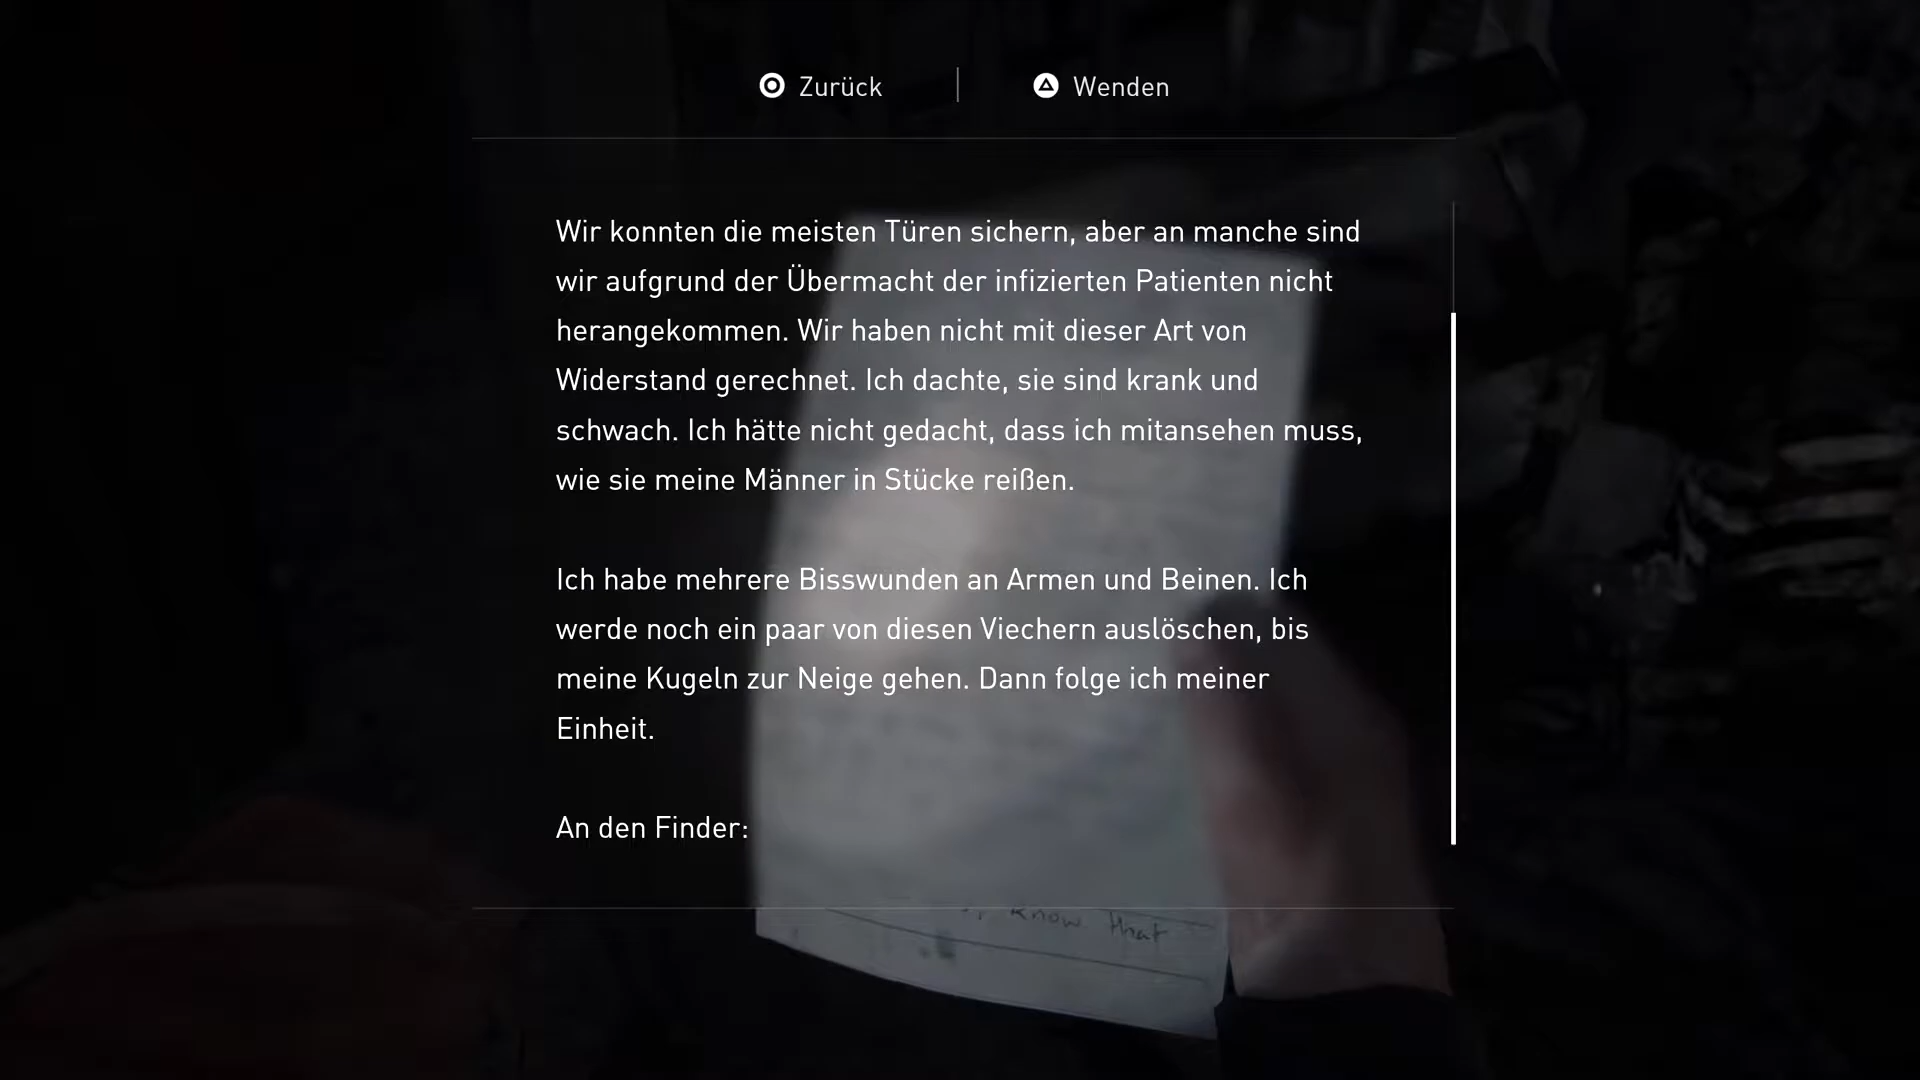 Zurück
Wenden
Wir konnten die meisten Türen sichern, aber an manche sind
wir aufgrund der Übermacht der infizierten Patienten nicht
herangekommen. Wir haben nicht mit dieser Art von
Widerstand gerechnet. Ich dachte, sie sind krank und
schwach. Ich hätte nicht gedacht, dass ich mitansehen muss,
wie sie meine Männer in Stücke reißen.
Ich habe mehrere Bisswunden an Armen und Beinen. Ich
werde noch ein paar von diesen Viechern auslöschen, bis
meine Kugeln zur Neige gehen. Dann folge ich meiner
Einheit.
An den Finder:
know that